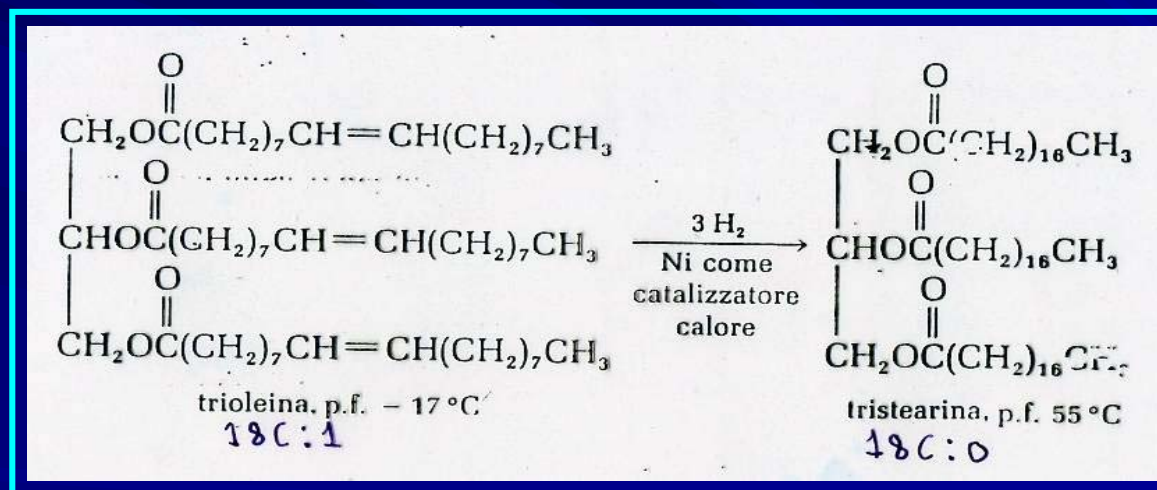 O
||
CH₂OC(CH₂)₇CH=CH(CH₂)₇CH₃
O
||
CHOC(CH₂)₇CH=CH(CH₂)₇CH₃
O
||
CH₂OC(CH₂)₇CH=CH(CH₂)₇CH₃
trioleina, p.f. – 17 °C
18C:1
3 H₂
Ni come
catalizzatore
calore
O
||
CH₂OC(CH₂)₁₆CH₃
O
||
CHOC(CH₂)₁₆CH₃
O
||
CH₂OC(CH₂)₁₆
tristearina, p.f. 55 °C
18C:0